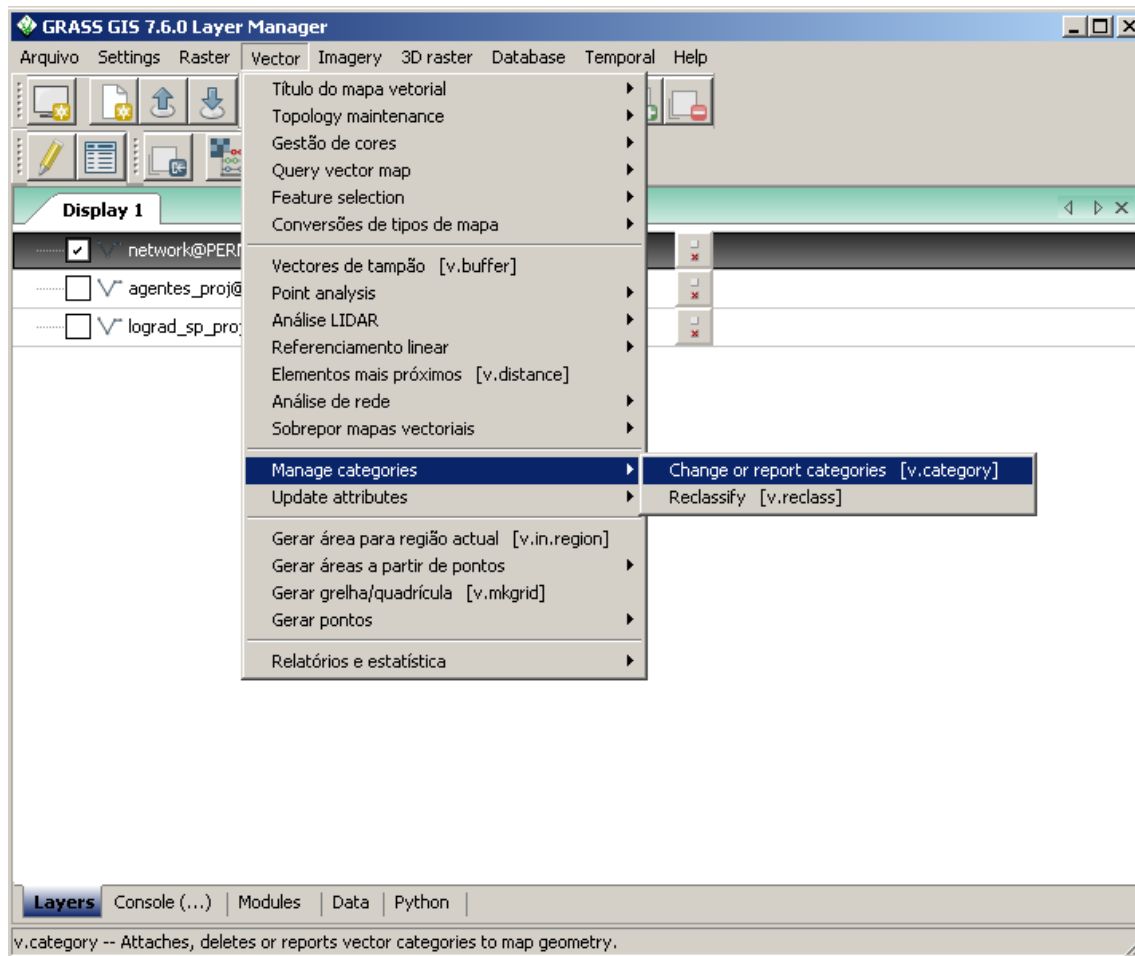 GRASS GIS 7.6.0 Layer Manager
Arquivo Settings Raster Vector Imagery 3D raster Database Temporal Help
Título do mapa vetorial
Topology maintenance
Gestão de cores
Query vector map
Feature selection
Conversões de tipos de mapa
Vectores de tampão [v.buffer]
Point analysis
Análise LIDAR
Referenciamento linear
Elementos mais próximos [v.distance]
Análise de rede
Sobrepor mapas vectoriais
Manage categories
Update attributes
Gerar área para região actual [v.in.region]
Gerar áreas a partir de pontos
Gerar grelha/quadrícula [v.mkgrid]
Gerar pontos
Relatórios e estatística
Change or report categories [v.category]
Reclassify [v.reclass]
Display 1
network@PER
agentes_proj@
lograd_sp_pro
Layers Console (...) Modules Data Python
v.category -- Attaches, deletes or reports vector categories to map geometry.